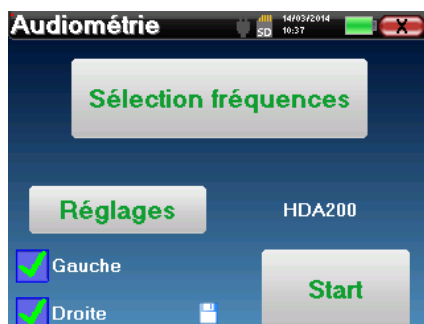 Audiométrie
SD
14/03/2014
10:37
X
Sélection fréquences
Réglages
HDA200
Gauche
Droite
Start